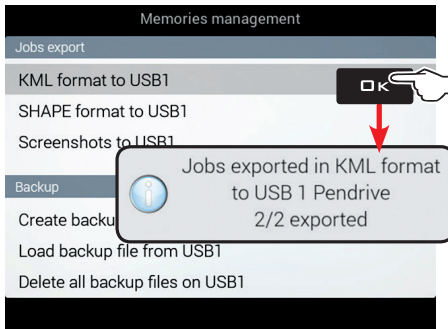 Memories management
Jobs export
KML format to USB1
OK
SHAPE format to USB1
Screenshots to USB1
Jobs exported in KML format
to USB 1 Pendrive
2/2 exported
Backup
Create backu
Load backup file from USB1
Delete all backup files on USB1